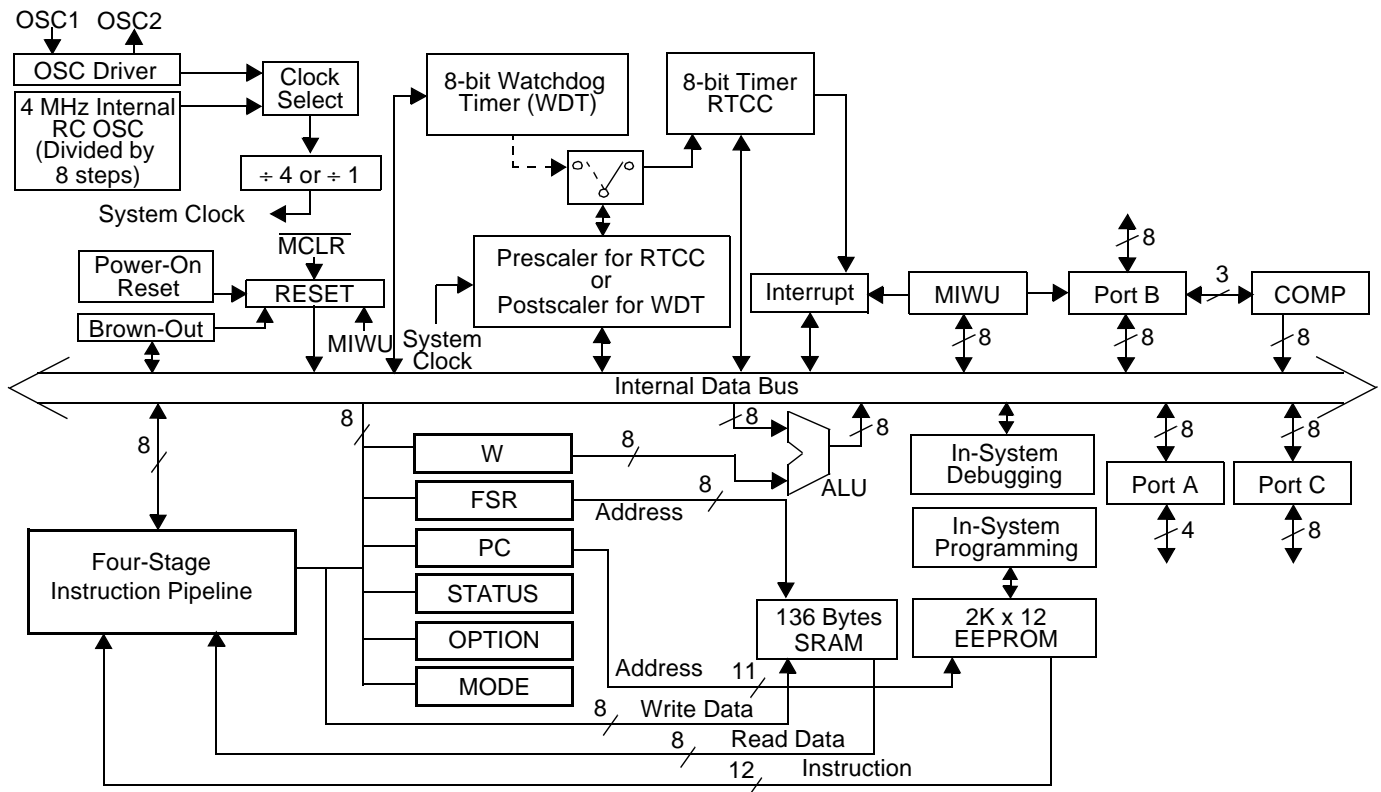 OSC1 OSC2
OSC Driver
4 MHz Internal
RC OSC
(Divided by
8 steps)
Clock
Select
÷ 4 or ÷ 1
System Clock
8-bit Watchdog
Timer (WDT)
8-bit Timer
RTCC
MCLR
Power-On
Reset
RESET
Brown-Out
MIWU
System
Clock
Prescaler for RTCC
or
Postscaler for WDT
Interrupt
MIWU
8
Port B
8
8
3
COMP
8
Internal Data Bus
8
8
8
8
8
8
W
8
FSR
8
Address
PC
STATUS
OPTION
MODE
ALU
In-System
Debugging
Port A
4
Port C
8
In-System
Programming
Four-Stage
Instruction Pipeline
136 Bytes
SRAM
2K x 12
EEPROM
Address
11
8
Write Data
8
Read Data
12
Instruction